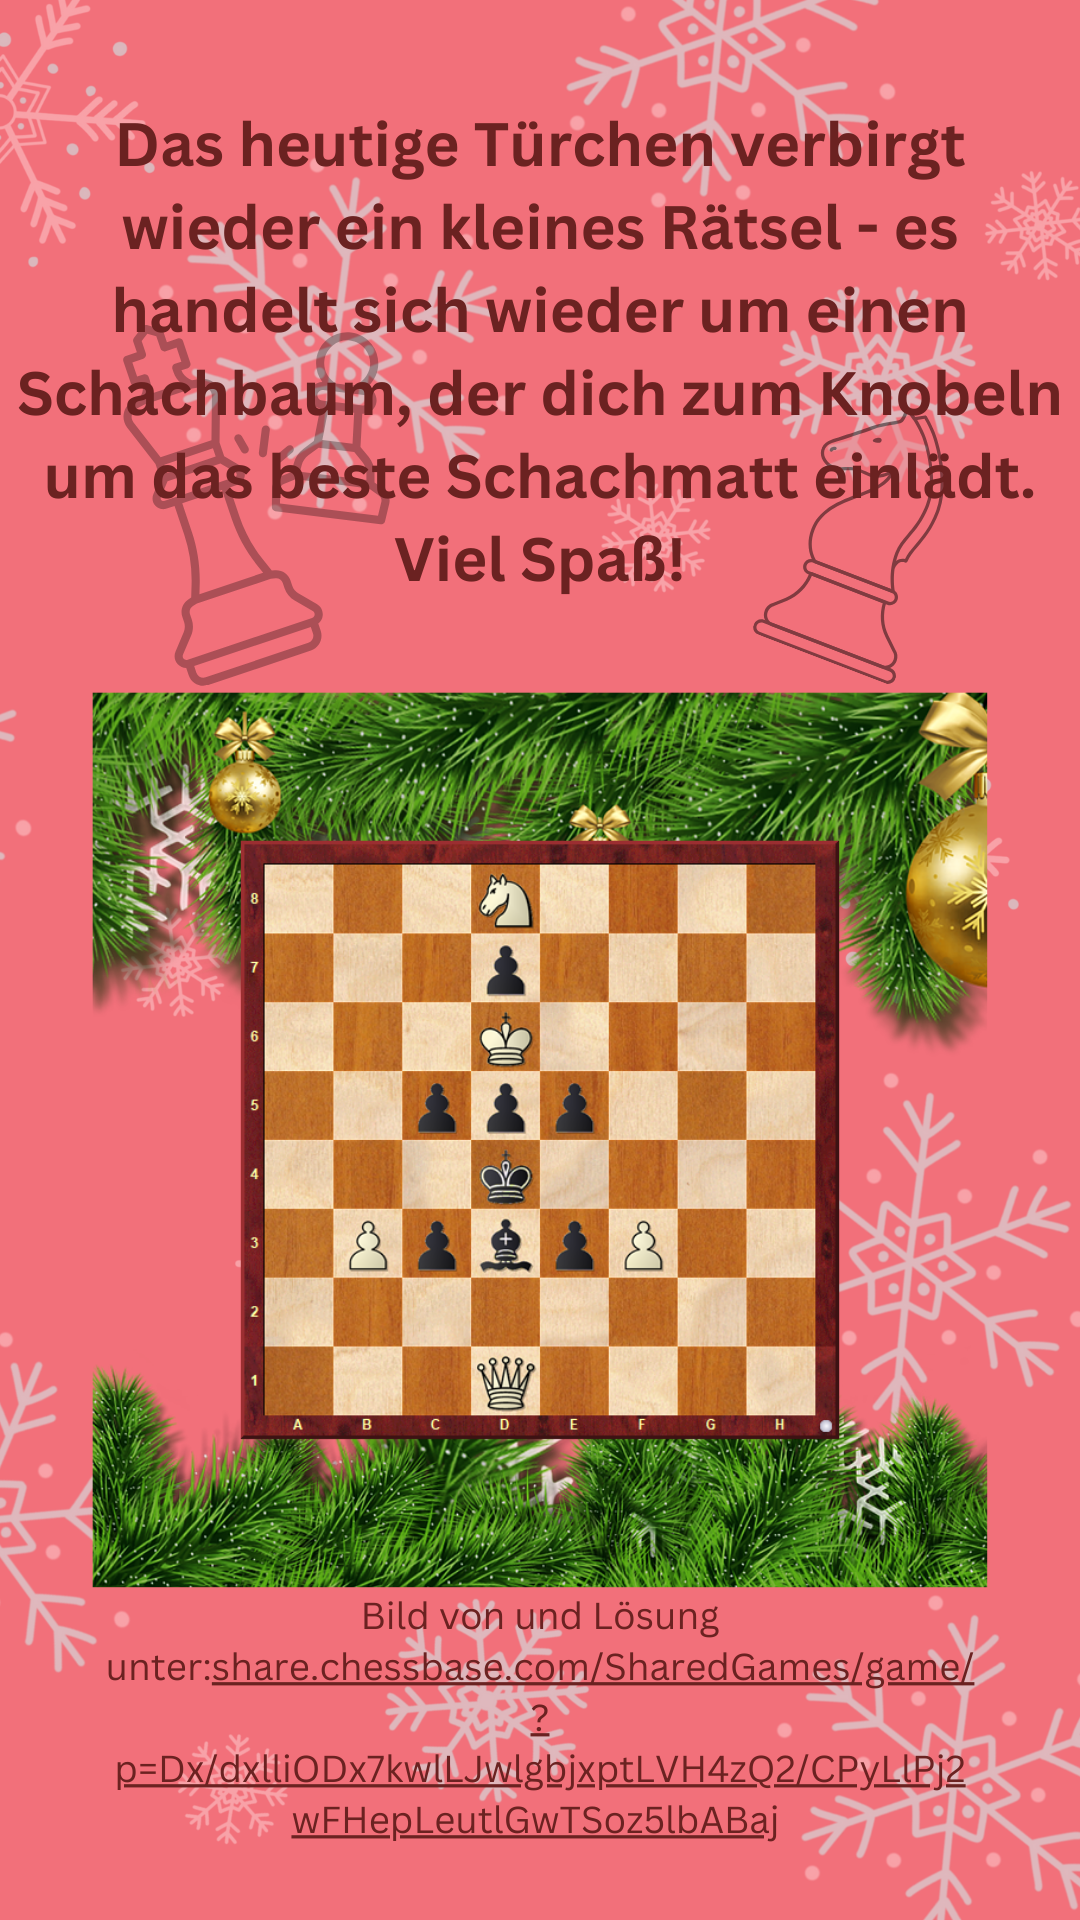 Das heutige Türchen verbirgt
wieder ein kleines Rätsel - es
handelt sich wieder um einen
Schachbaum, der dich zum Knobeln
um das beste Schachmatt einlädt.
Viel Spaß!
8
7
6
5
4
3
2
1
A B C D E F G H
Bild von und Lösung
unter:share.chessbase.com/SharedGames/game/
?
p=Dx/dxlliODx7kwlLJwlgbjxptLVH4zQ2/CPyLlPj2
wFHepLeutlGwTSoz5lbABaj